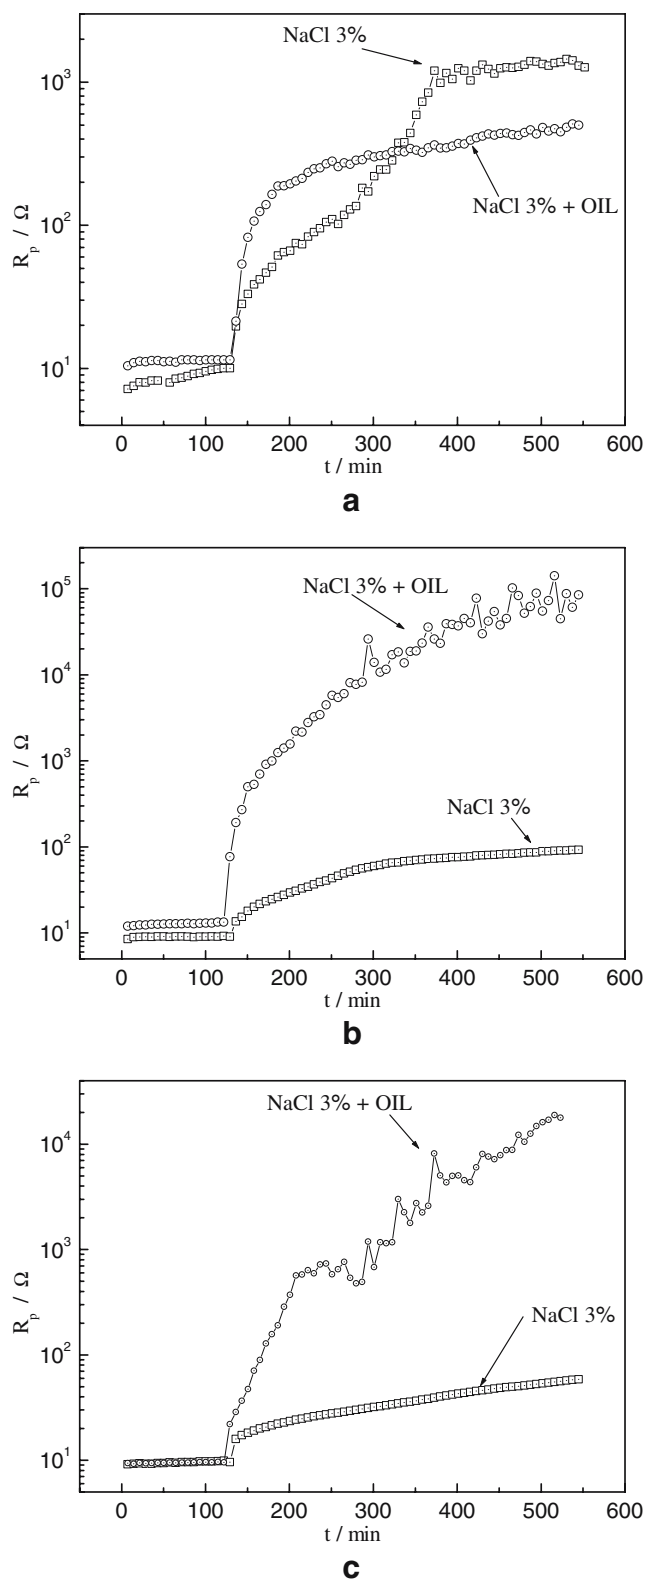 NaCl 3%
10³
10²
10¹
R_p / Ω
NaCl 3% + OIL
0 100 200 300 400 500 600
t / min
a
10⁵
10⁴
10³
10²
10¹
R_p / Ω
NaCl 3% + OIL
NaCl 3%
0 100 200 300 400 500 600
t / min
b
NaCl 3% + OIL
10⁴
10³
10²
10¹
R_p / Ω
NaCl 3%
0 100 200 300 400 500 600
t / min
c